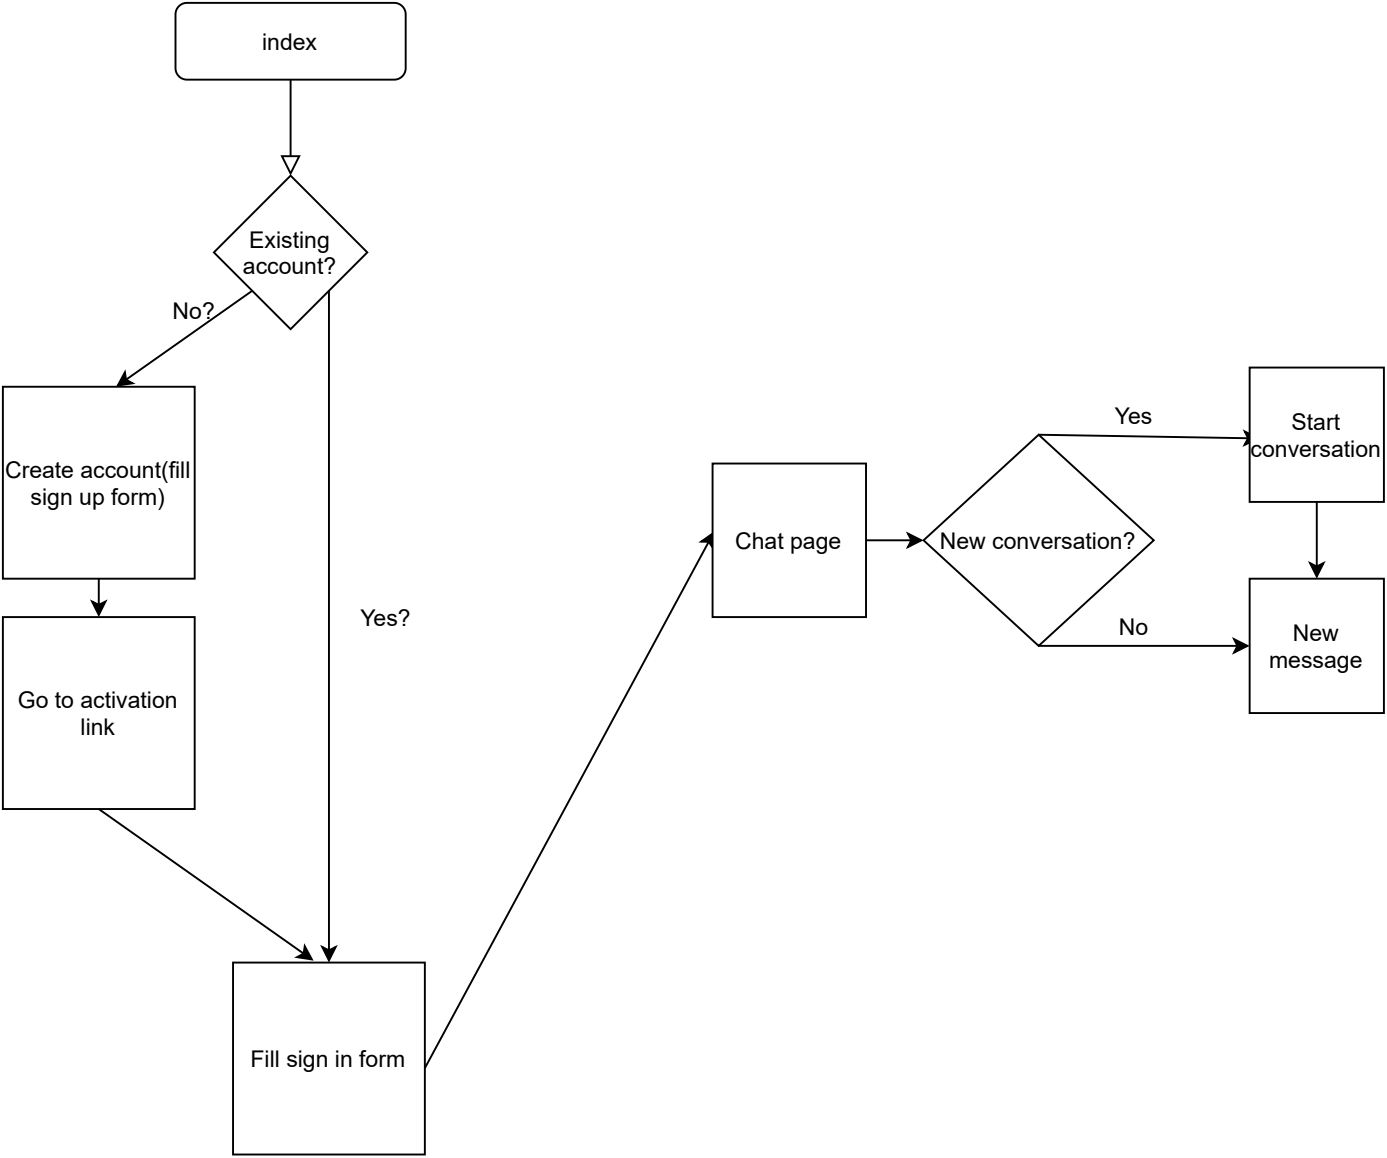 index
Existing
account?
No?
Create account(fill
sign up form)
Go to activation
link
Yes?
Fill sign in form
Chat page
New conversation?
Yes
Start
conversation
No
New
message